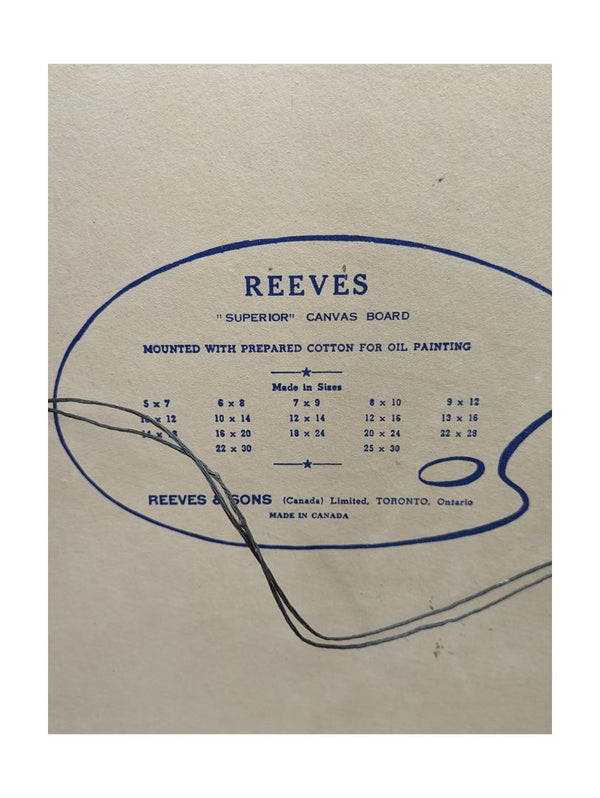 REEVES
"SUPERIOR" CANVAS BOARD
MOUNTED WITH PREPARED COTTON FOR OIL PAINTING
Made in Sizes
5 x 7 6 x 8 7 x 9 8 x 10 9 x 12
10 x 12 10 x 14 12 x 14 12 x 16 13 x 16
x 16 x 20 18 x 24 20 x 24 22 x 28
22 x 30 25 x 30
REEVES & SONS (Canada) Limited, TORONTO, Ontario
MADE IN CANADA